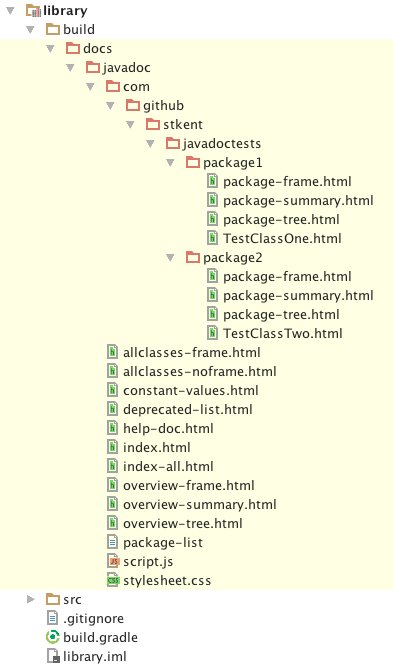 library
build
docs
javadoc
com
github
stkent
javadoctests
package1
package-frame.html
package-summary.html
package-tree.html
TestClassOne.html
package2
package-frame.html
package-summary.html
package-tree.html
TestClassTwo.html
allclasses-frame.html
allclasses-noframe.html
constant-values.html
deprecated-list.html
help-doc.html
index.html
index-all.html
overview-frame.html
overview-summary.html
overview-tree.html
package-list
script.js
stylesheet.css
src
.gitignore
build.gradle
library.iml